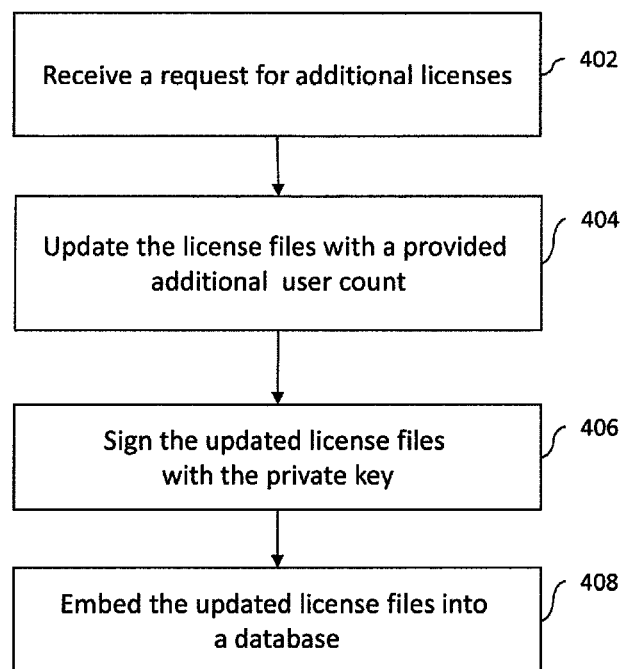 Receive a request for additional licenses
402
Update the license files with a provided
additional user count
404
Sign the updated license files
with the private key
406
Embed the updated license files into
a database
408